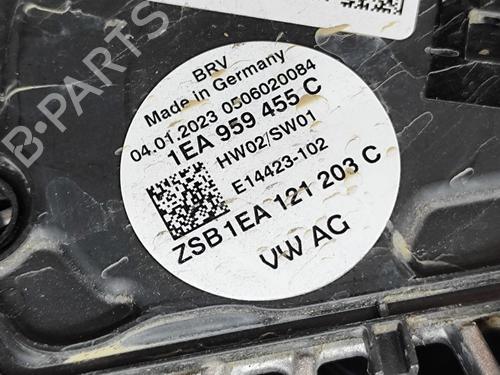 BRV
Made in Germany
04.01.2023 0506020084
1EA 959 455 C
HW02/SW01
E14423-102
ZSB 1EA 121 203 C
VW AG
B-PARTS